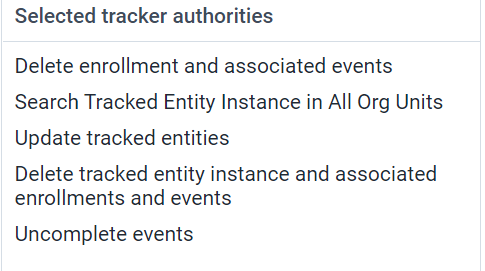 Selected tracker authorities
Delete enrollment and associated events
Search Tracked Entity Instance in All Org Units
Update tracked entities
Delete tracked entity instance and associated
enrollments and events
Uncomplete events